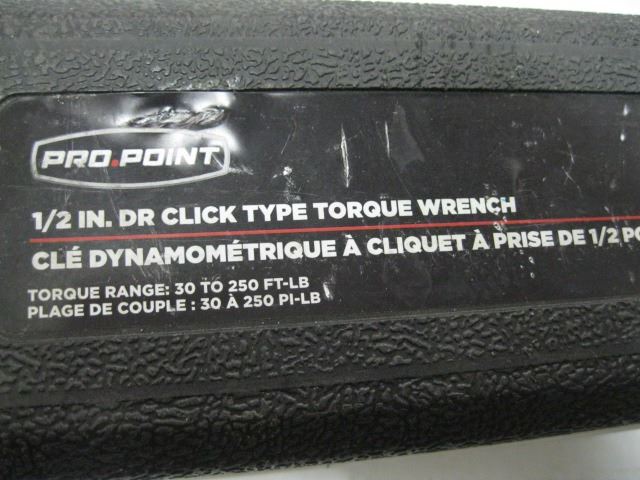 PRO.POINT
1/2 IN. DR CLICK TYPE TORQUE WRENCH
CLÉ DYNAMOMÉTRIQUE À CLIQUET À PRISE DE 1/2 PO
TORQUE RANGE: 30 TO 250 FT-LB
PLAGE DE COUPLE : 30 À 250 PI-LB